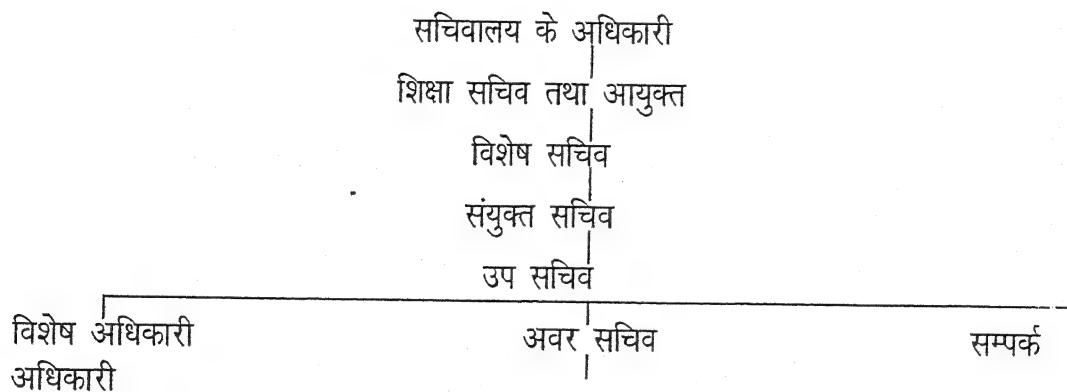 सचिवालय के अधिकारी
शिक्षा सचिव तथा आयुक्त
विशेष सचिव
संयुक्त सचिव
उप सचिव
विशेष अधिकारी अवर सचिव सम्पर्क
अधिकारी